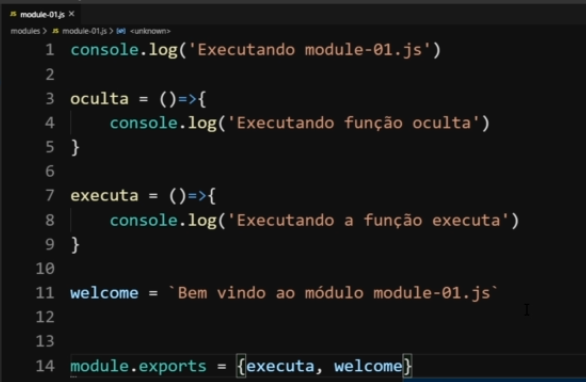 JS module-01.js ×
modules > JS module-01.js > <unknown>
1 console.log('Executando module-01.js')
2
3 oculta = ()=>{
4     console.log('Executando função oculta')
5 }
6
7 executa = ()=>{
8     console.log('Executando a função executa')
9 }
10
11 welcome = `Bem vindo ao módulo module-01.js`
12
13
14 module.exports = {executa, welcome}